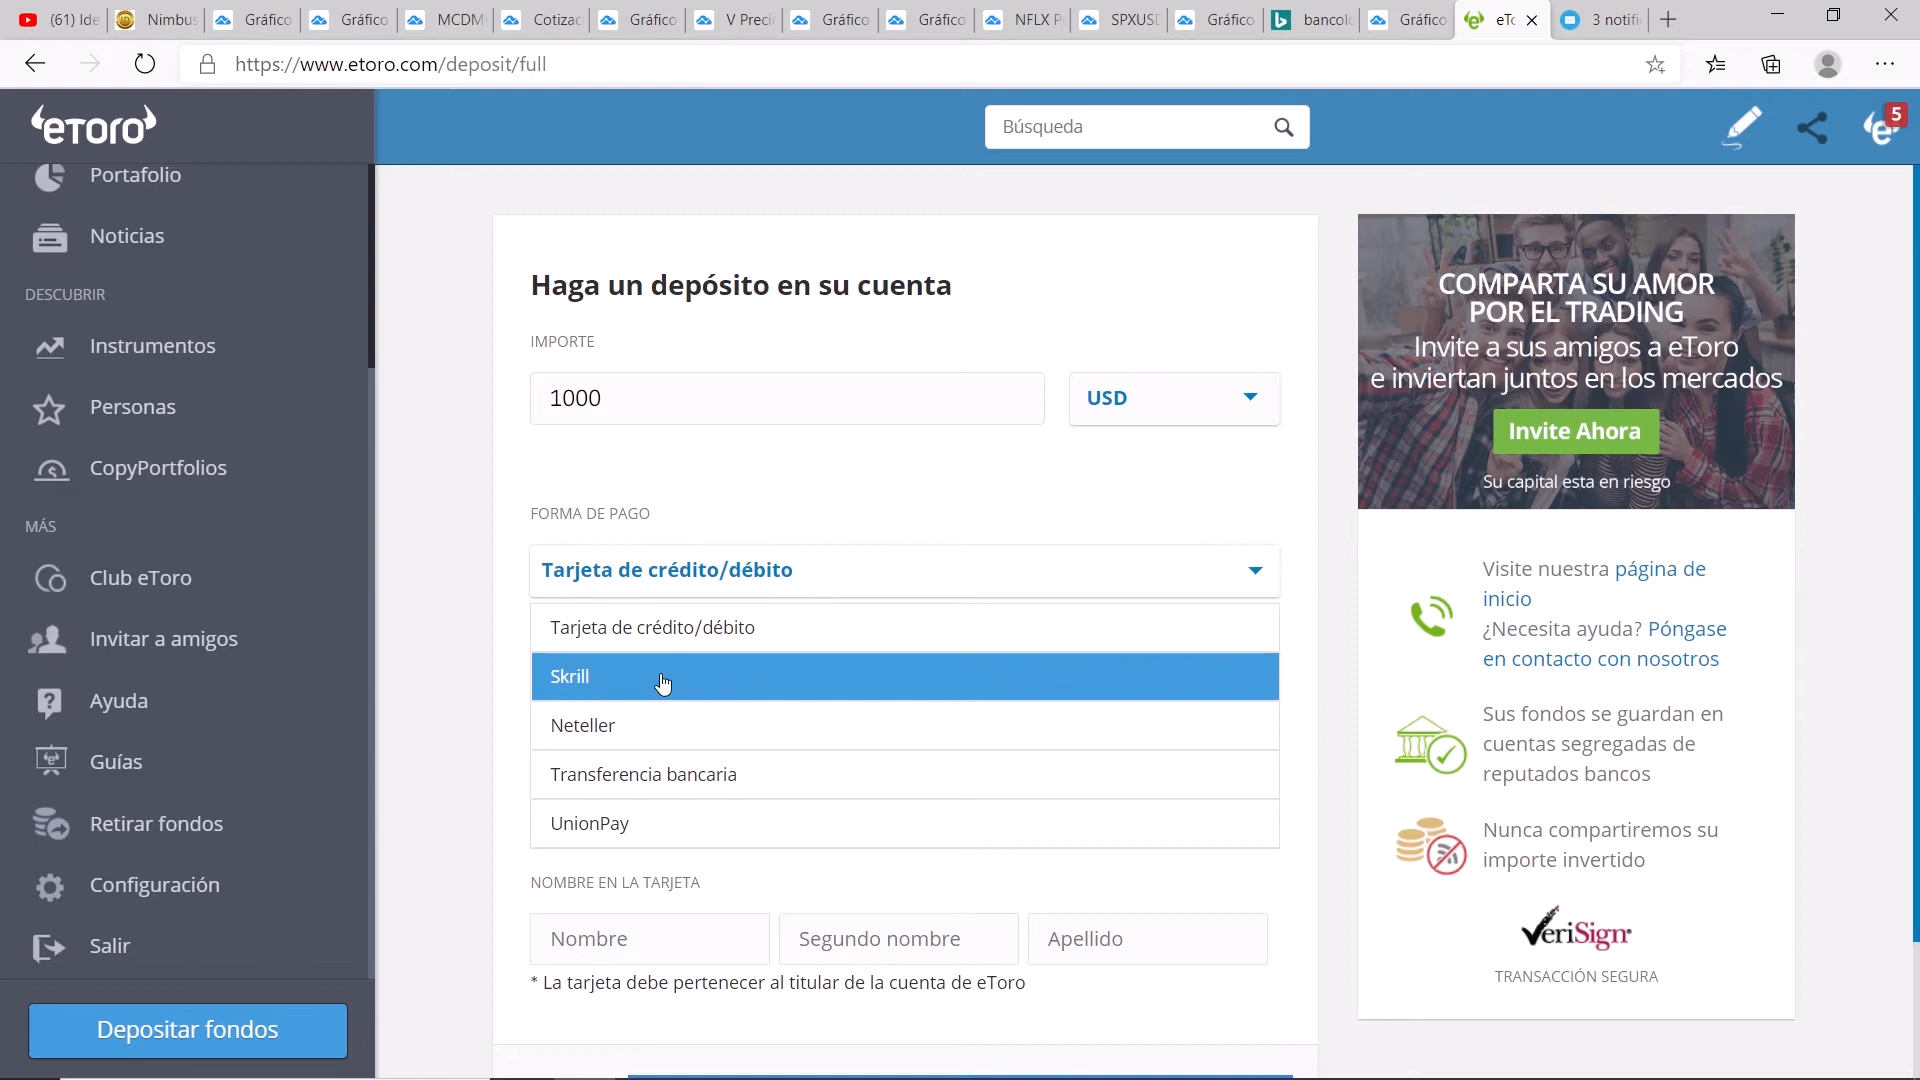 (61) Ide
Nimbus
Gráfico
Gráfico
MCDM
Cotizac
Gráfico
V Preci
Gráfico
Gráfico
NFLX P
SPXUSD
Gráfico
bancolo
Gráfico
eTo
3 notifi
https://www.etoro.com/deposit/full
eToro
Búsqueda
5
Portafolio
Noticias
DESCUBRIR
Instrumentos
Personas
CopyPortfolios
MÁS
Club eToro
Invitar a amigos
Ayuda
Guías
Retirar fondos
Configuración
Salir
Depositar fondos
Haga un depósito en su cuenta
IMPORTE
1000
USD
FORMA DE PAGO
Tarjeta de crédito/débito
Tarjeta de crédito/débito
Skrill
Neteller
Transferencia bancaria
UnionPay
NOMBRE EN LA TARJETA
Nombre
Segundo nombre
Apellido
* La tarjeta debe pertenecer al titular de la cuenta de eToro
COMPARTA SU AMOR
POR EL TRADING
Invite a sus amigos a eToro
e inviertan juntos en los mercados
Invite Ahora
Su capital esta en riesgo
Visite nuestra página de
inicio
¿Necesita ayuda? Póngase
en contacto con nosotros
Sus fondos se guardan en
cuentas segregadas de
reputados bancos
Nunca compartiremos su
importe invertido
VeriSign
TRANSACCIÓN SEGURA